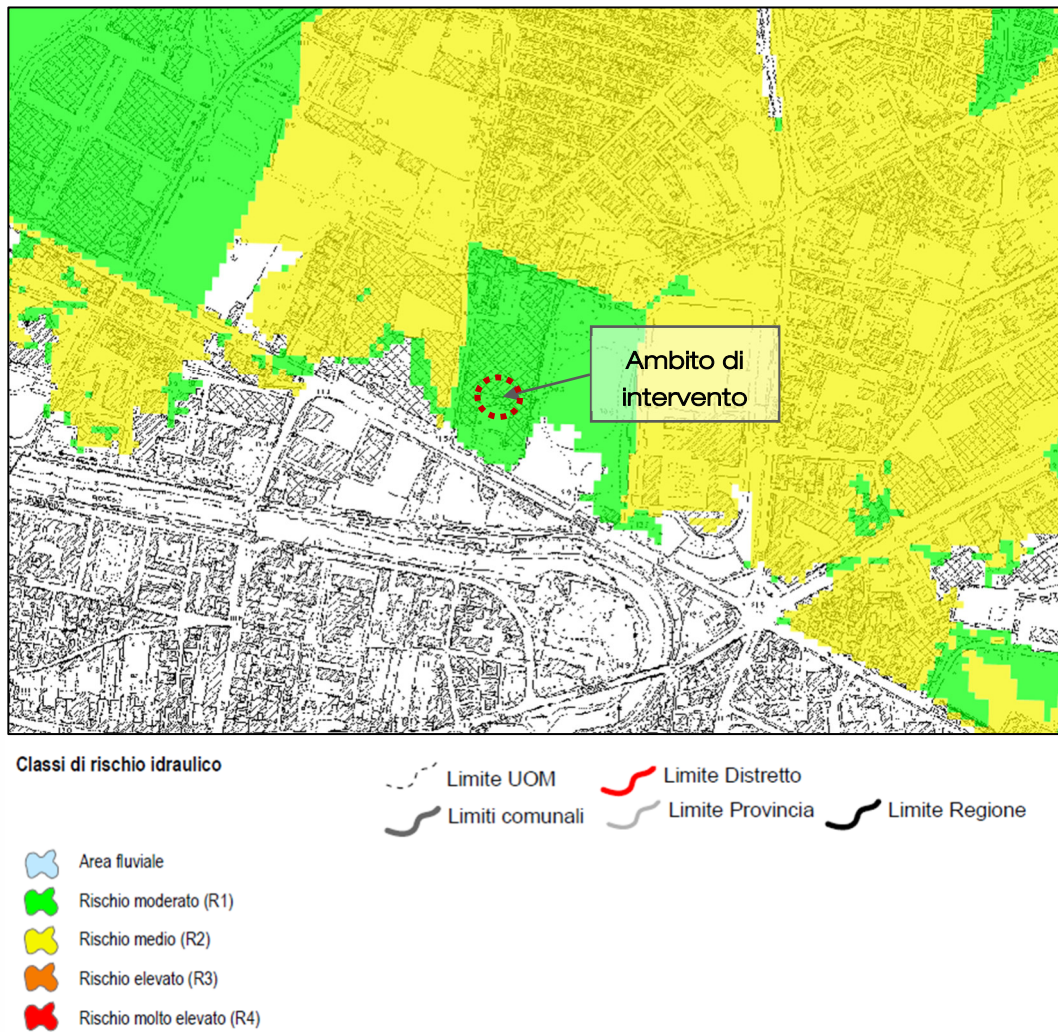 Ambito di
intervento
Classi di rischio idraulico
Limite UOM
Limite Distretto
Limiti comunali
Limite Provincia
Limite Regione
Area fluviale
Rischio moderato (R1)
Rischio medio (R2)
Rischio elevato (R3)
Rischio molto elevato (R4)